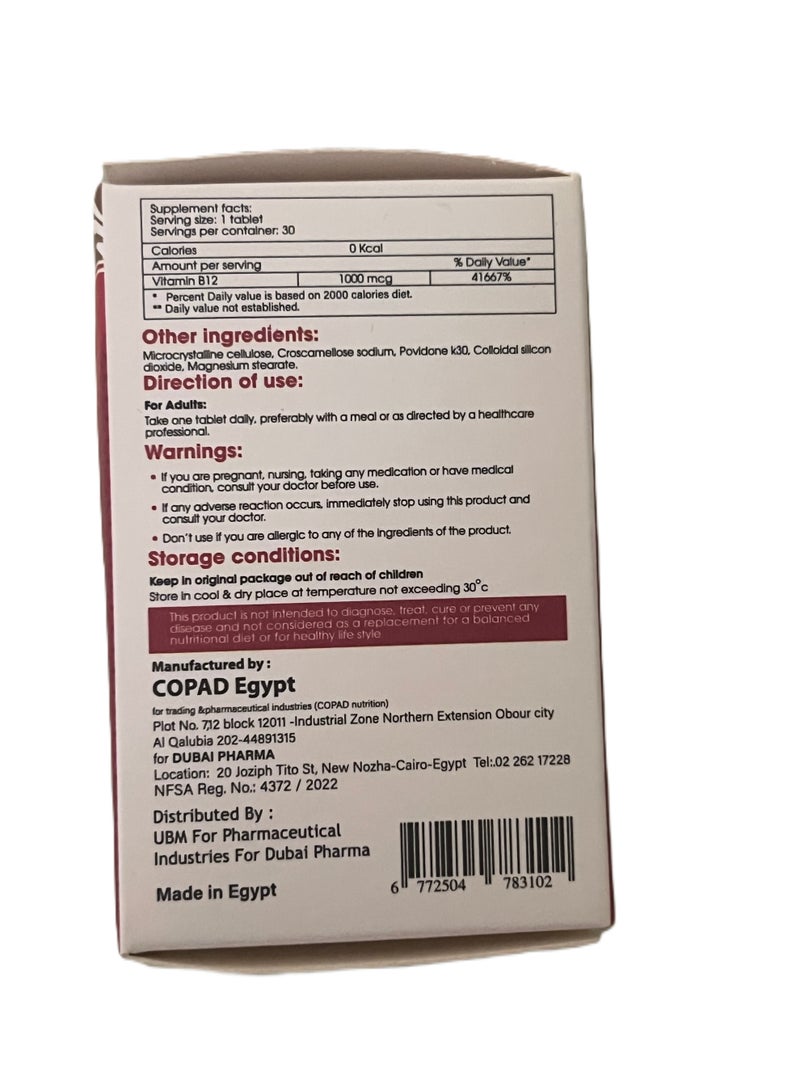 Supplement facts:
Serving size: 1 tablet
Servings per container: 30
Calories 0 Kcal
Amount per serving % Daily Value*
Vitamin B12 1000 mcg 41667%
* Percent Daily value is based on 2000 calories diet.
** Daily value not established.
Other ingredients:
Microcrystalline cellulose, Croscarmellose sodium, Povidone k30, Colloidal silicon
dioxide, Magnesium stearate.
Direction of use:
For Adults:
Take one tablet daily, preferably with a meal or as directed by a healthcare
professional.
Warnings:
• If you are pregnant, nursing, taking any medication or have medical
condition, consult your doctor before use.
• If any adverse reaction occurs, immediately stop using this product and
consult your doctor.
• Don't use if you are allergic to any of the ingredients of the product.
Storage conditions:
Keep in original package out of reach of children
Store in cool & dry place at temperature not exceeding 30°c
This product is not intended to diagnose, treat, cure or prevent any
disease and not considered as a replacement for a balanced
nutritional diet or for healthy life style
Manufactured by :
COPAD Egypt
for trading &pharmaceutical industries (COPAD nutrition)
Plot No. 7,12 block 12011 -Industrial Zone Northern Extension Obour city
Al Qalubia 202-44891315
for DUBAI PHARMA
Location: 20 Joziph Tito St, New Nozha-Cairo-Egypt Tel:.02 262 17228
NFSA Reg. No.: 4372 / 2022
Distributed By :
UBM For Pharmaceutical
Industries For Dubai Pharma
Made in Egypt
6 772504 783102